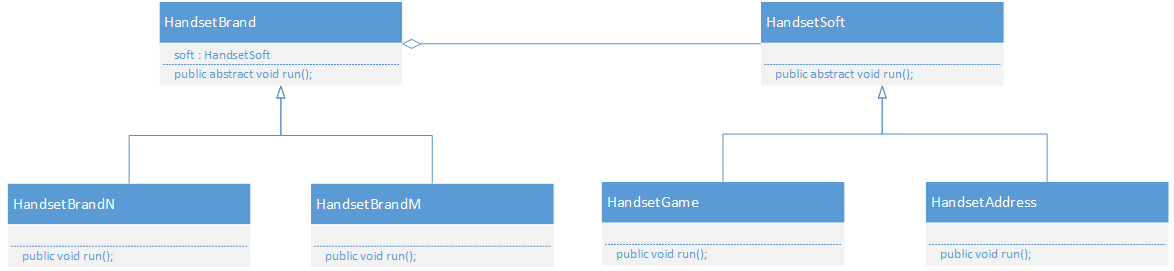 HandsetBrand
soft : HandsetSoft
public abstract void run();
HandsetSoft
public abstract void run();
HandsetBrandN
public void run();
HandsetBrandM
public void run();
HandsetGame
public void run();
HandsetAddress
public void run();